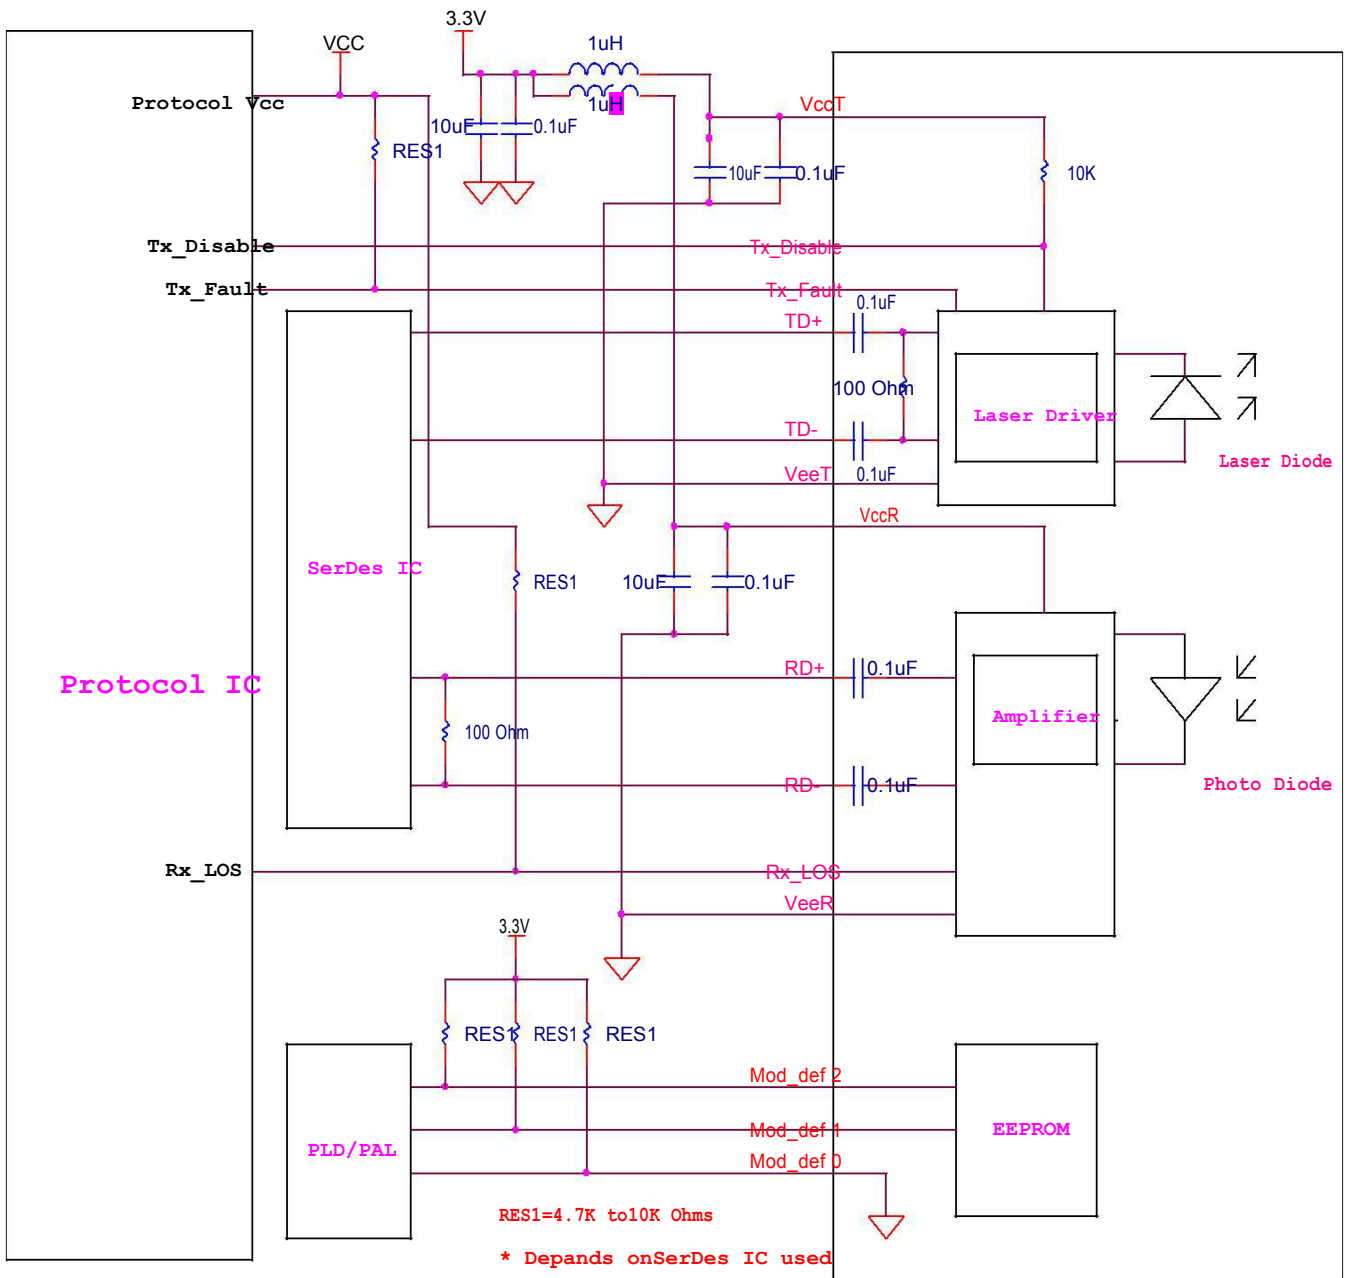 3.3V
VCC
1uH
Protocol Vcc
1uH
VccT
10uF
0.1uF
RES1
10uF
0.1uF
10K
Tx_Disable
Tx_Disable
Tx_Fault
Tx_Fault
0.1uF
TD+
100 Ohm
Laser Driver
TD-
Laser Diode
VeeT
0.1uF
VccR
SerDes IC
RES1
10uF
0.1uF
RD+
0.1uF
Protocol IC
Amplifier
100 Ohm
RD-
0.1uF
Photo Diode
Rx_LOS
Rx_LOS
VeeR
3.3V
RES1
RES1
RES1
Mod_def 2
Mod_def 1
EEPROM
PLD/PAL
Mod_def 0
RES1=4.7K to10K Ohms
* Depands onSerDes IC used